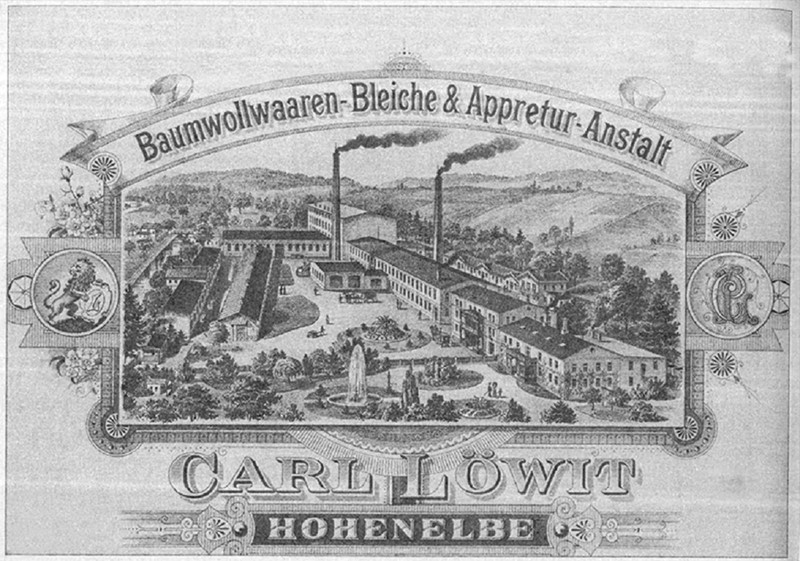 Baumwollwaaren-Bleiche & Appretur-Anstalt
CARL LÖWIT
HOHENELBE